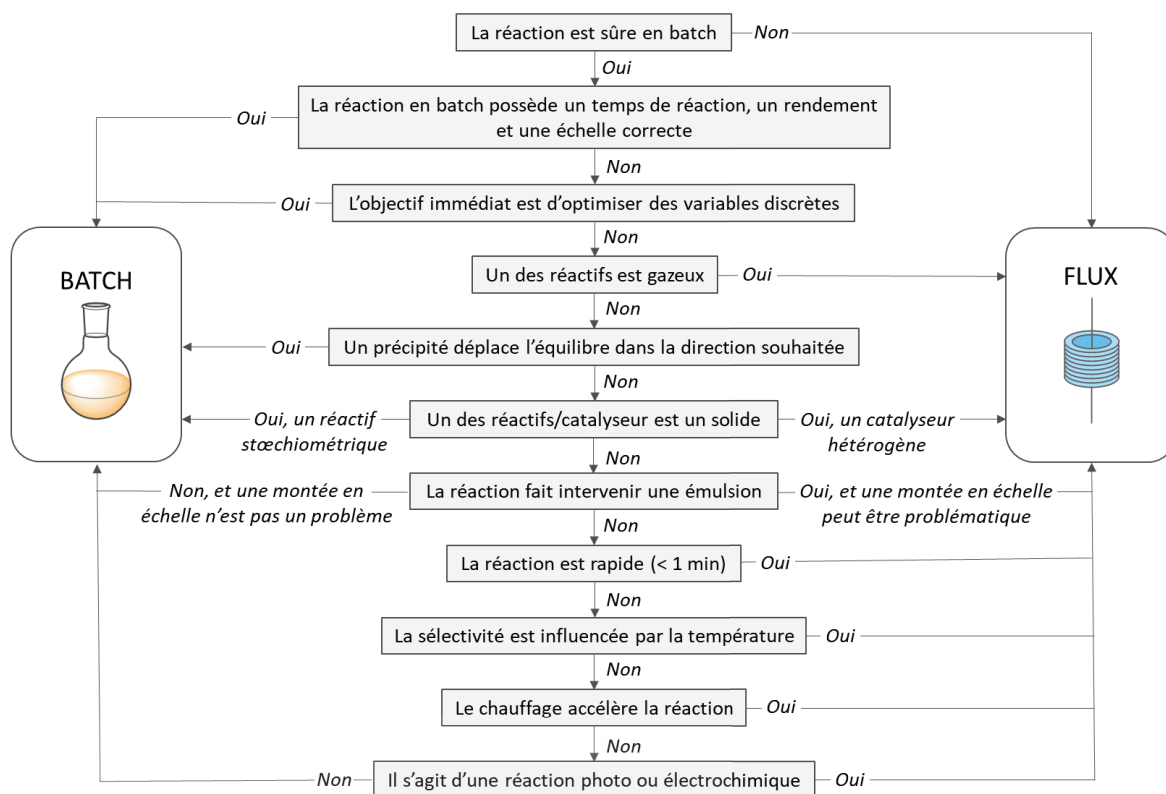 La réaction est sûre en batch
Non
Oui
La réaction en batch possède un temps de réaction, un rendement
et une échelle correcte
Oui
Non
L'objectif immédiat est d'optimiser des variables discrètes
Oui
Non
Un des réactifs est gazeux
Oui
BATCH
FLUX
Non
Un précipité déplace l'équilibre dans la direction souhaitée
Oui
Non
Oui, un réactif
stœchiométrique
Un des réactifs/catalyseur est un solide
Oui, un catalyseur
hétérogène
Non
Non, et une montée en
échelle n'est pas un problème
La réaction fait intervenir une émulsion
Oui, et une montée en échelle
peut être problématique
Non
La réaction est rapide (< 1 min)
Oui
Non
La sélectivité est influencée par la température
Oui
Non
Le chauffage accélère la réaction
Oui
Non
Non
Il s'agit d'une réaction photo ou électrochimique
Oui